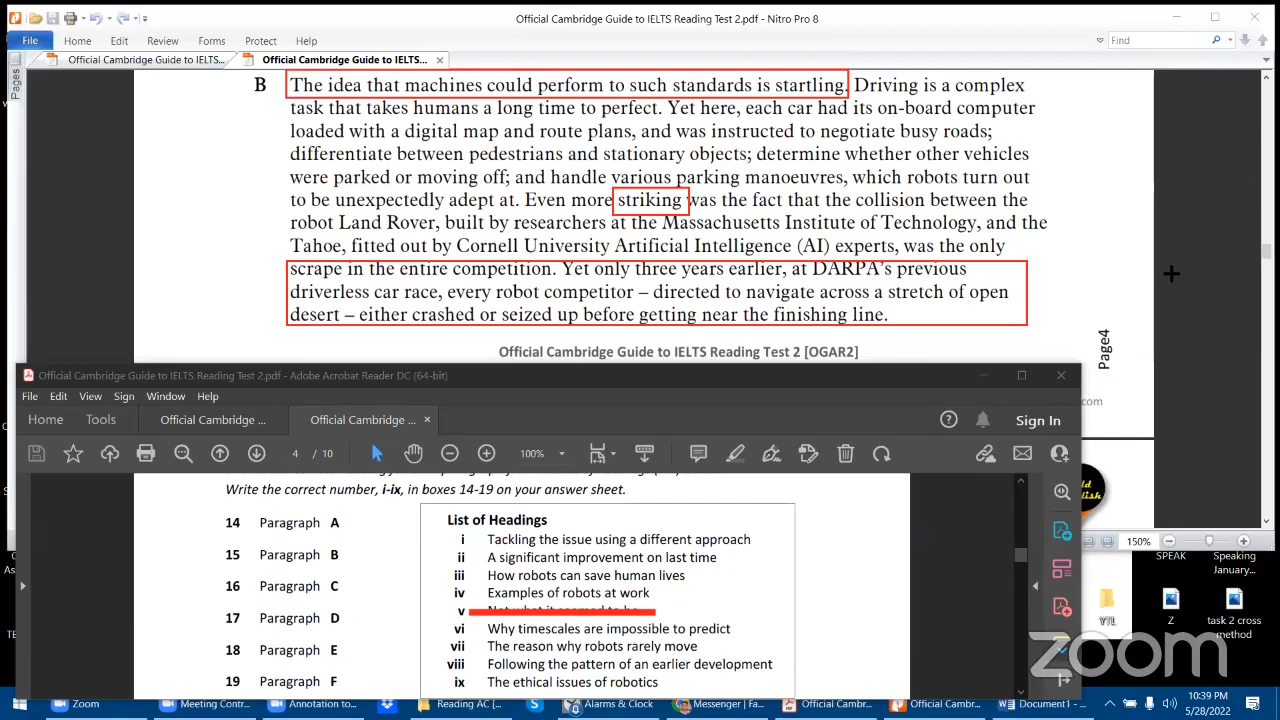 Official Cambridge Guide to IELTS Reading Test 2.pdf - Nitro Pro 8
File Home Edit Review Forms Protect Help
Find
Official Cambridge Guide to IELTS... Official Cambridge Guide to IELTS...
Pages
B The idea that machines could perform to such standards is startling. Driving is a complex
task that takes humans a long time to perfect. Yet here, each car had its on-board computer
loaded with a digital map and route plans, and was instructed to negotiate busy roads;
differentiate between pedestrians and stationary objects; determine whether other vehicles
were parked or moving off; and handle various parking manoeuvres, which robots turn out
to be unexpectedly adept at. Even more striking was the fact that the collision between the
robot Land Rover, built by researchers at the Massachusetts Institute of Technology, and the
Tahoe, fitted out by Cornell University Artificial Intelligence (AI) experts, was the only
scrape in the entire competition. Yet only three years earlier, at DARPA's previous
driverless car race, every robot competitor – directed to navigate across a stretch of open
desert – either crashed or seized up before getting near the finishing line.
Official Cambridge Guide to IELTS Reading Test 2 [OGAR2]
Page4
Official Cambridge Guide to IELTS Reading Test 2.pdf - Adobe Acrobat Reader DC (64-bit)
File Edit View Sign Window Help
Home Tools Official Cambridge ... Official Cambridge ... Sign In
4 / 10 100%
Write the correct number, i-ix, in boxes 14-19 on your answer sheet.
14 Paragraph A
15 Paragraph B
16 Paragraph C
17 Paragraph D
18 Paragraph E
19 Paragraph F
List of Headings
i Tackling the issue using a different approach
ii A significant improvement on last time
iii How robots can save human lives
iv Examples of robots at work
v
vi Why timescales are impossible to predict
vii The reason why robots rarely move
viii Following the pattern of an earlier development
ix The ethical issues of robotics
150%
SPEAK Speaking
January...
YTL Z task 2 cross
method
zoom
Zoom Meeting Contr... Annotation to... Reading AC [... Alarms & Clock Messenger | Fa... Official Cambri... Official Cambri... Document1 - ...
10:39 PM
5/28/2022